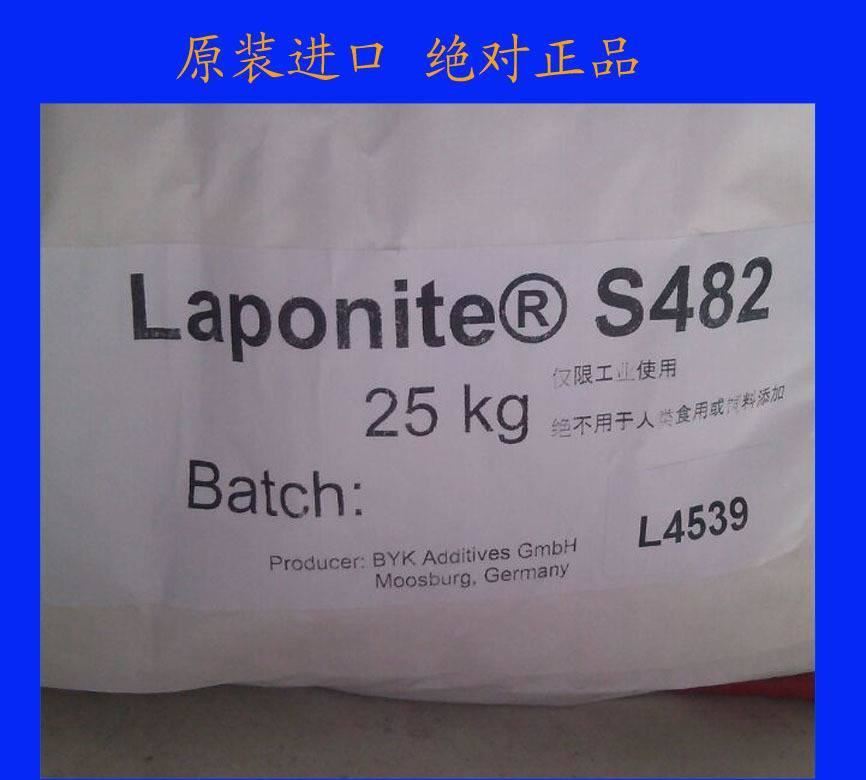 原装进口 绝对正品
Laponite® S482
25 kg
仅限工业使用
绝不用于人类食用或饲料添加
Batch:
L4539
Producer: BYK Additives GmbH
Moosburg, Germany